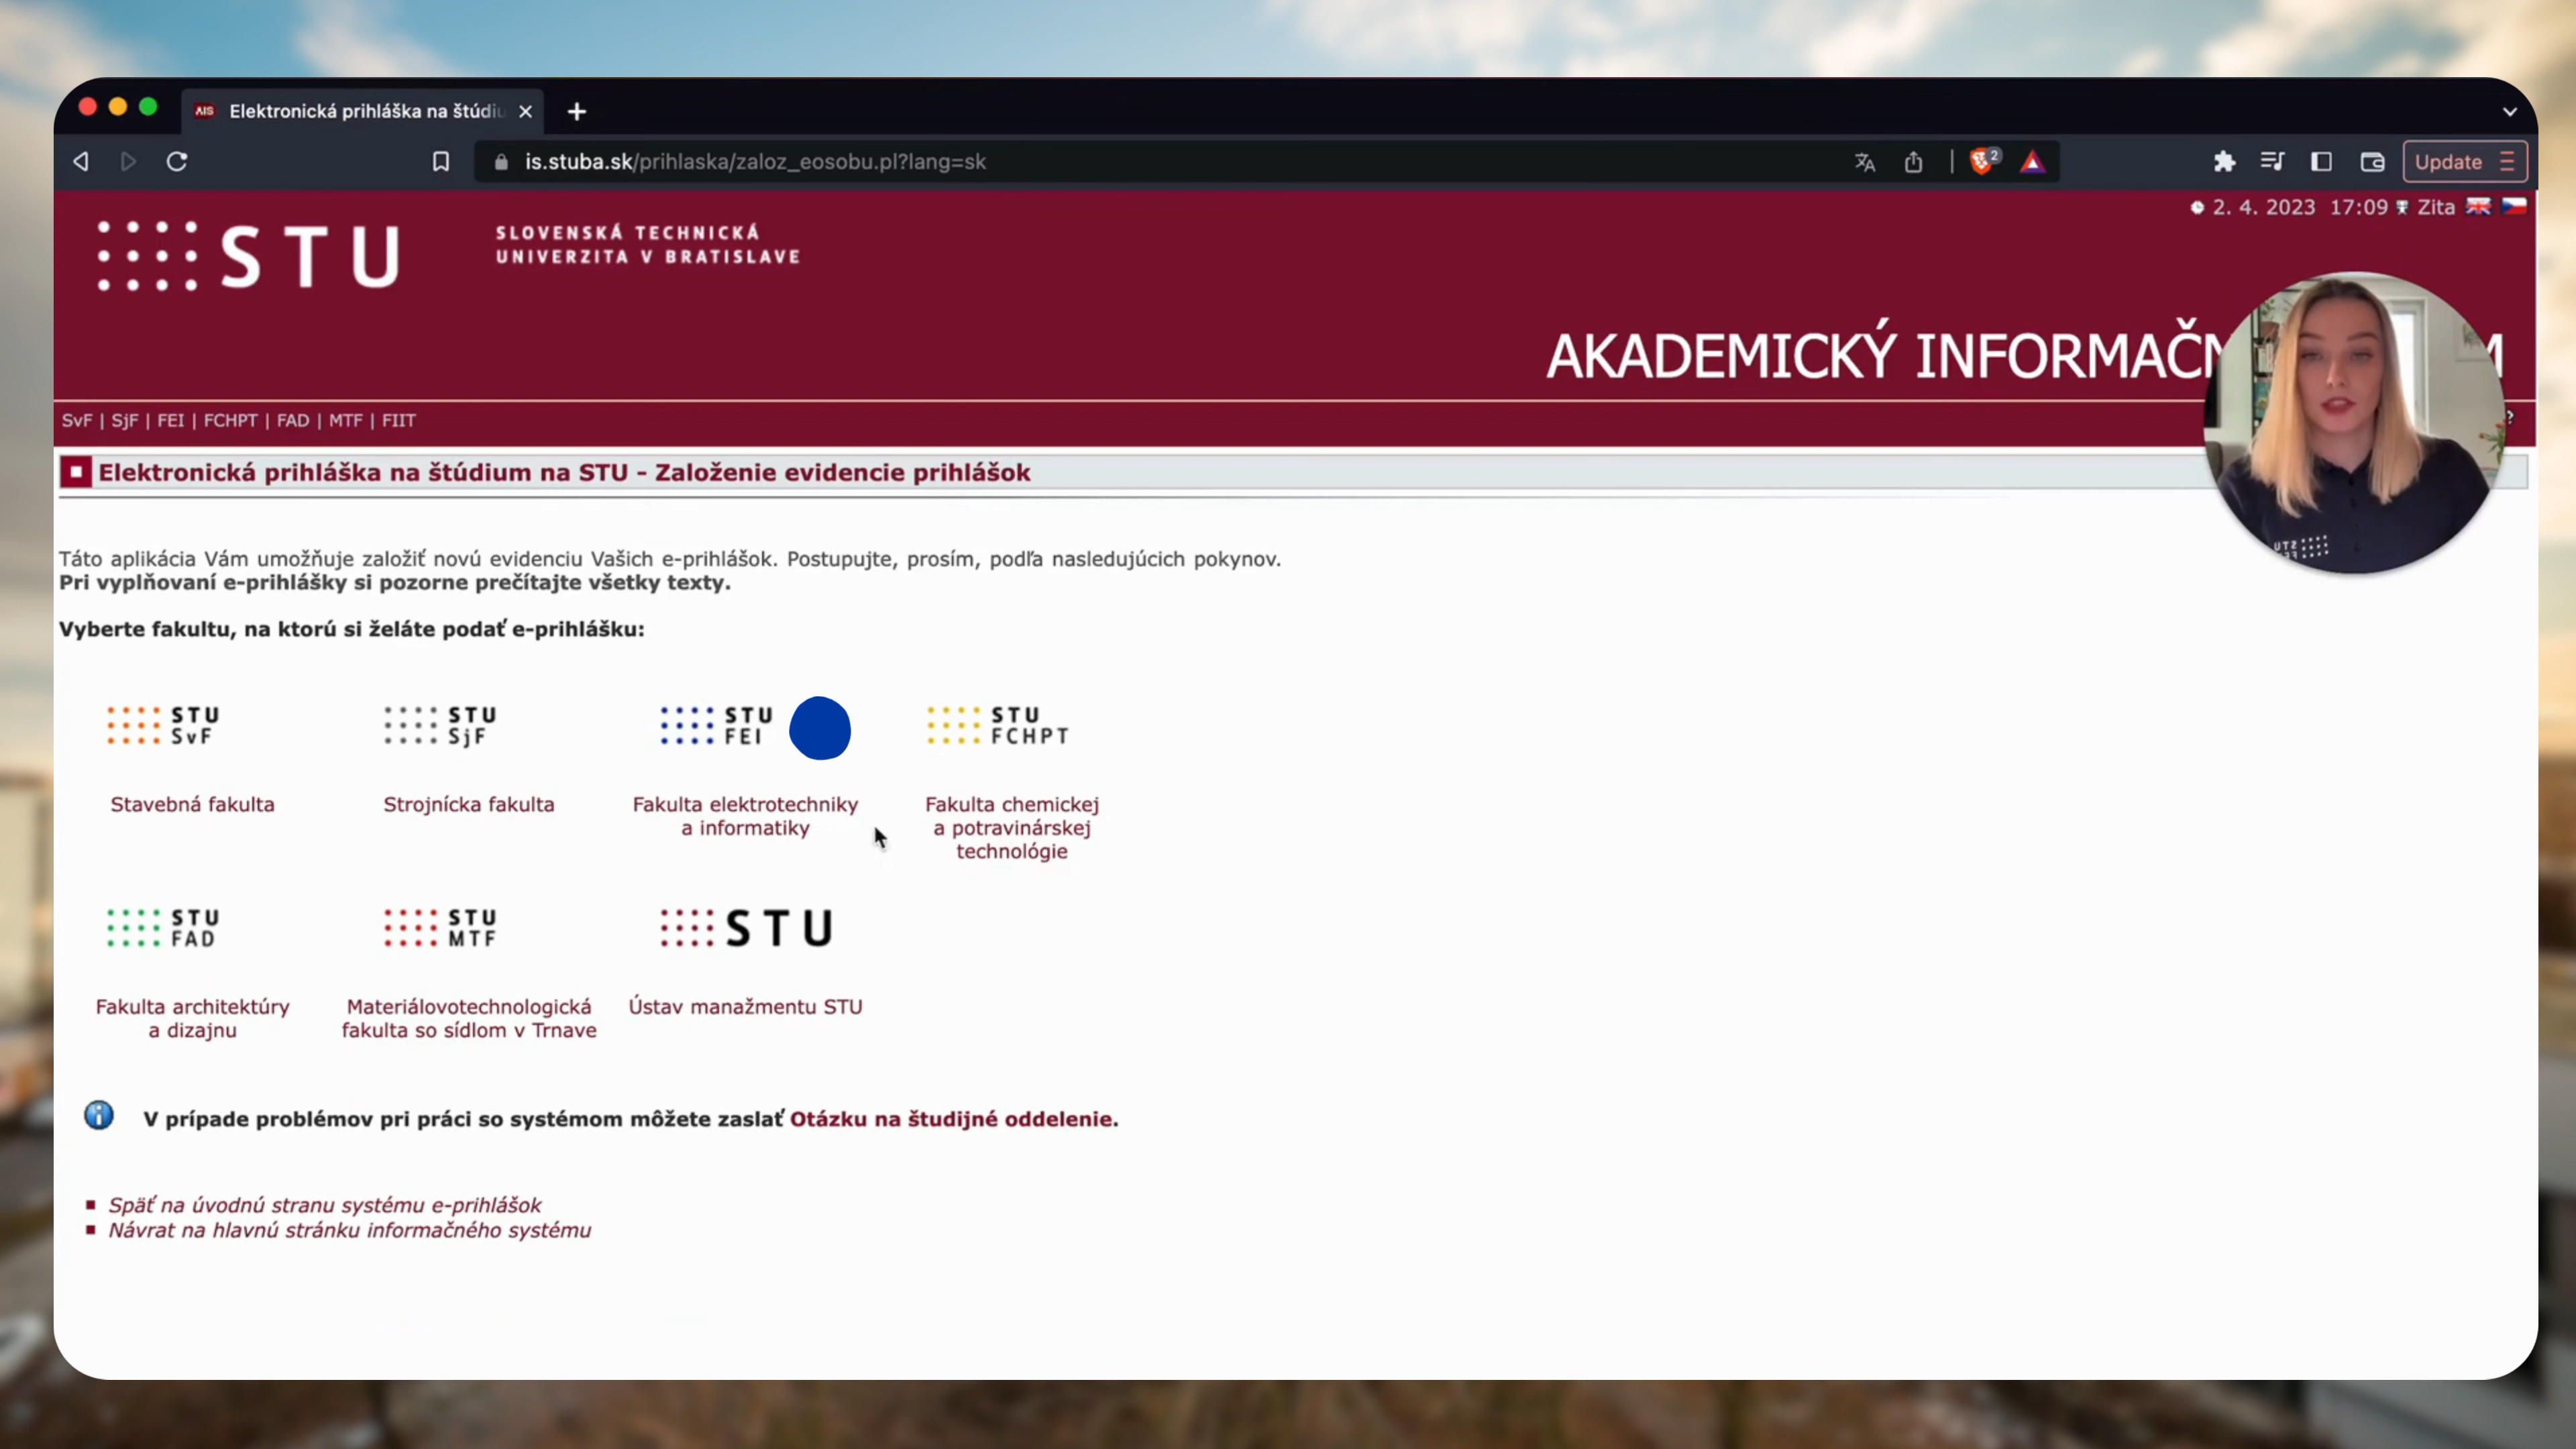 AIS Elektronická prihláška na štúdiu
is.stuba.sk/prihlaska/zaloz_eosobu.pl?lang=sk
2
Update
2. 4. 2023 17:09 Zita
STU
SLOVENSKÁ TECHNICKÁ
UNIVERZITA V BRATISLAVE
AKADEMICKÝ INFORMAČN
M
SvF | SjF | FEI | FCHPT | FAD | MTF | FIIT
?
Elektronická prihláška na štúdium na STU - Založenie evidencie prihlášok
Táto aplikácia Vám umožňuje založiť novú evidenciu Vašich e-prihlášok. Postupujte, prosím, podľa nasledujúcich pokynov.
Pri vyplňovaní e-prihlášky si pozorne prečítajte všetky texty.
Vyberte fakultu, na ktorú si želáte podať e-prihlášku:
STU
SvF
Stavebná fakulta
STU
SjF
Strojnícka fakulta
STU
FEI
Fakulta elektrotechniky
a informatiky
STU
FCHPT
Fakulta chemickej
a potravinárskej
technológie
STU
FAD
Fakulta architektúry
a dizajnu
STU
MTF
Materiálovotechnologická
fakulta so sídlom v Trnave
STU
Ústav manažmentu STU
V prípade problémov pri práci so systémom môžete zaslať Otázku na študijné oddelenie.
Späť na úvodnú stranu systému e-prihlášok
Návrat na hlavnú stránku informačného systému